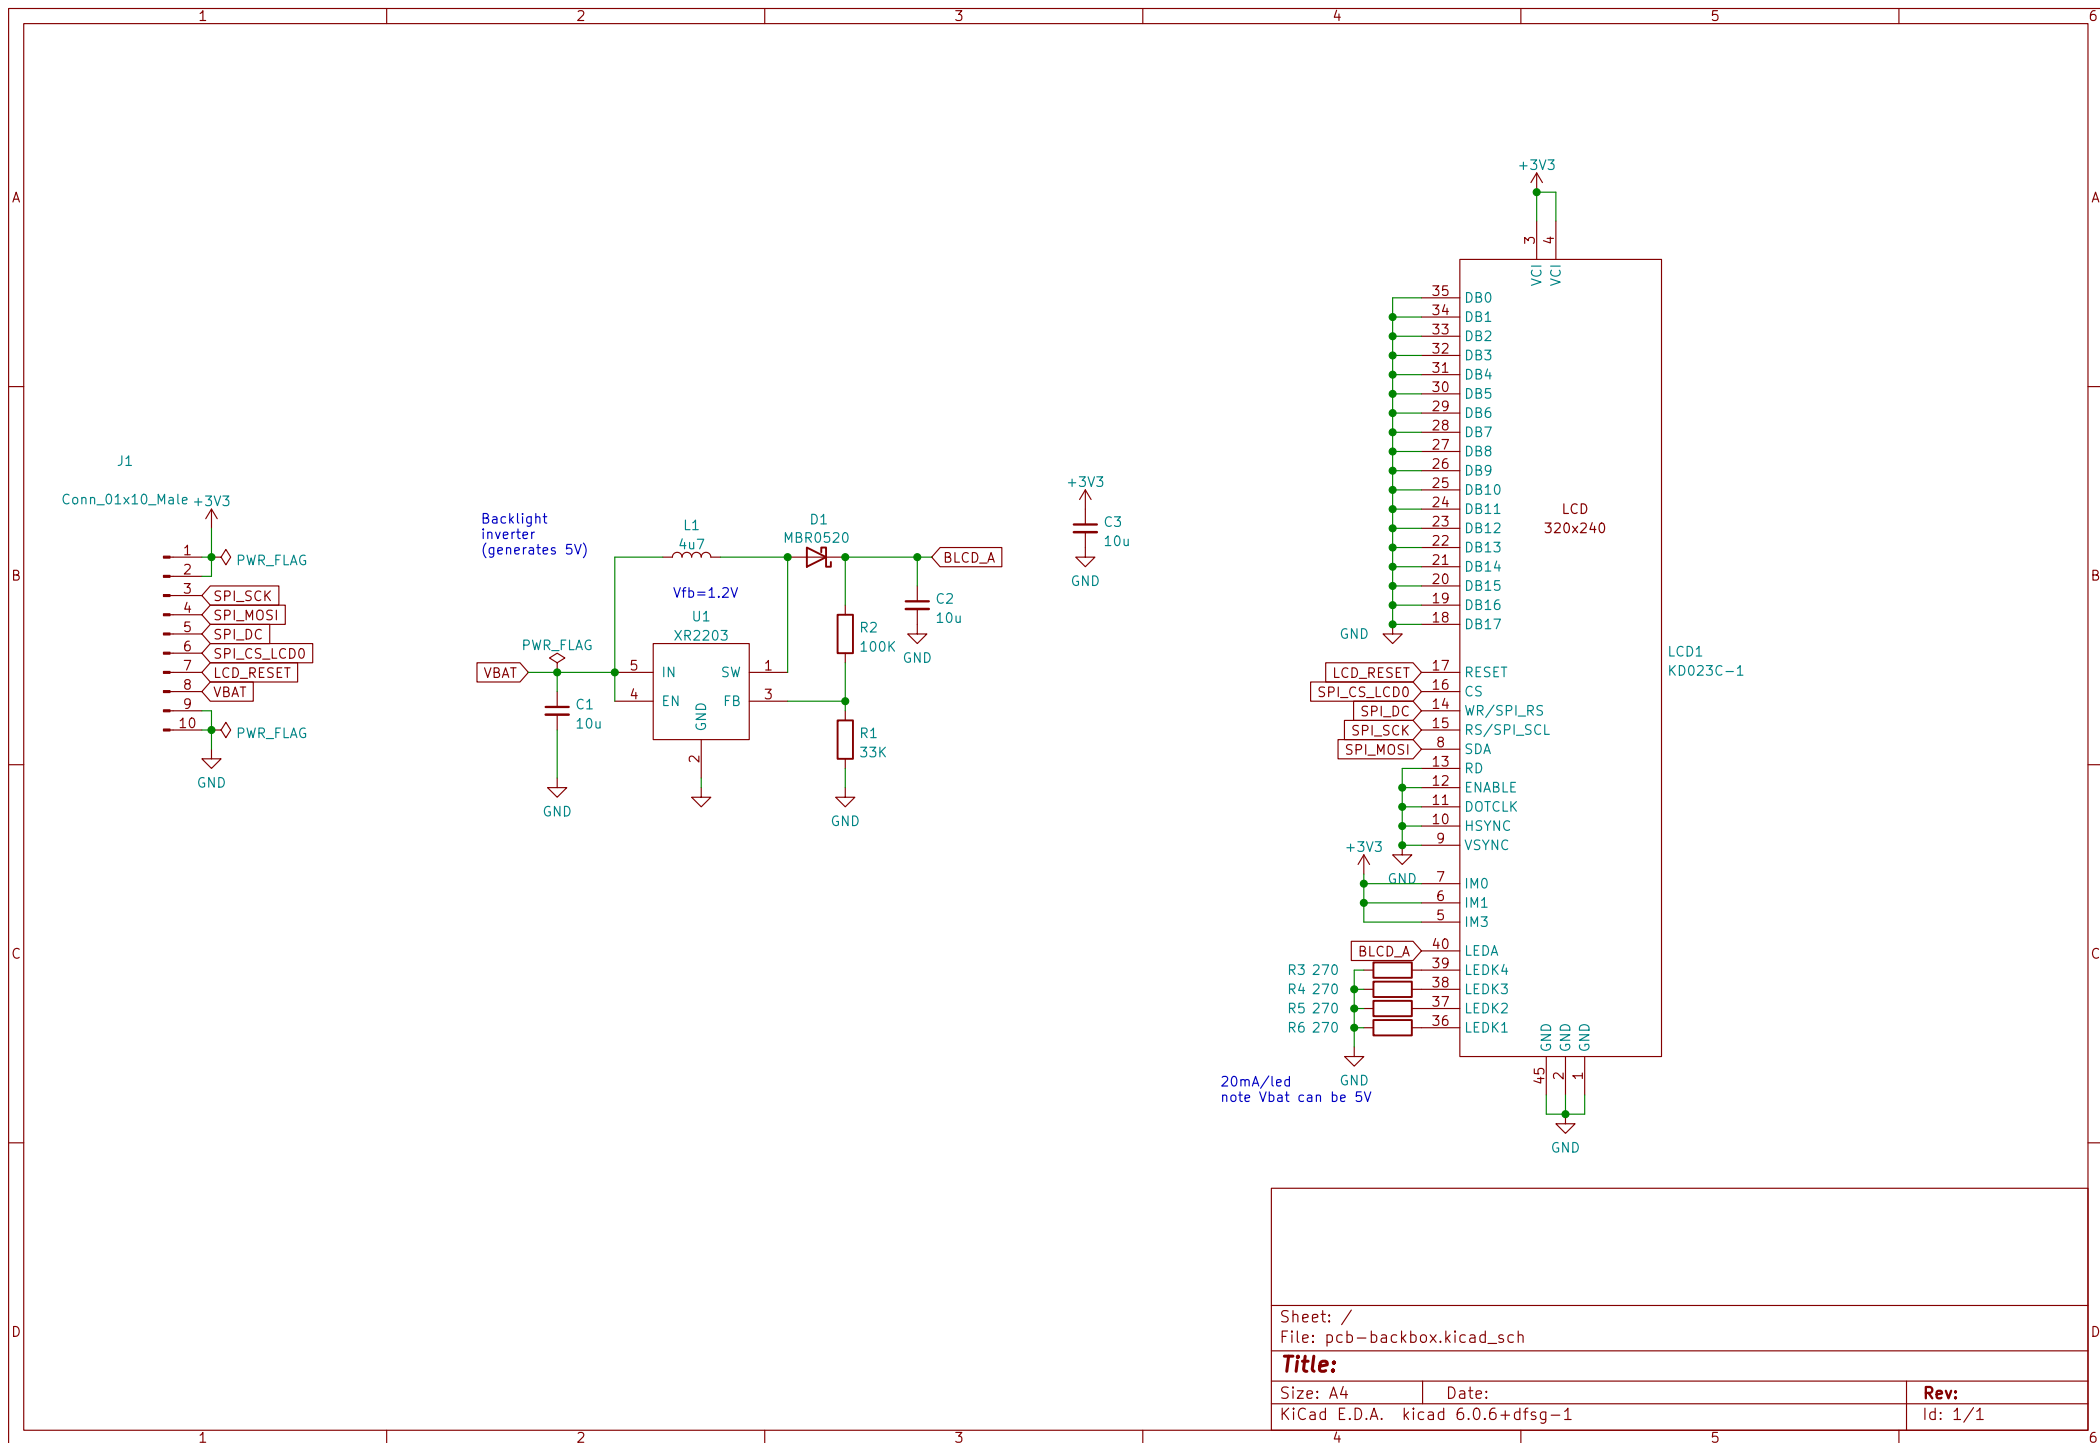 1 2 3 4 5 6
A
B
C
D
A
B
C
D
J1
Conn_01x10_Male
+3V3
1
PWR_FLAG
2
3 SPI_SCK
4 SPI_MOSI
5 SPI_DC
6 SPI_CS_LCD0
7 LCD_RESET
8 VBAT
9
10
PWR_FLAG
GND
Backlight
inverter
(generates 5V)
L1
4u7
D1
MBR0520
BLCD_A
Vfb=1.2V
U1
XR2203
PWR_FLAG
VBAT
5 IN
4 EN
SW 1
FB 3
GND
2
C1
10u
GND
R2
100K
R1
33K
GND
C2
10u
GND
+3V3
C3
10u
GND
+3V3
3 4
VCI VCI
35 DB0
34 DB1
33 DB2
32 DB3
31 DB4
30 DB5
29 DB6
28 DB7
27 DB8
26 DB9
25 DB10
24 DB11
23 DB12
22 DB13
21 DB14
20 DB15
19 DB16
18 DB17
GND
LCD
320x240
LCD1
KD023C-1
LCD_RESET 17 RESET
SPI_CS_LCD0 16 CS
SPI_DC 14 WR/SPI_RS
SPI_SCK 15 RS/SPI_SCL
SPI_MOSI 8 SDA
13 RD
12 ENABLE
11 DOTCLK
10 HSYNC
9 VSYNC
+3V3
GND
7 IM0
6 IM1
5 IM3
BLCD_A 40 LEDA
R3 270 39 LEDK4
R4 270 38 LEDK3
R5 270 37 LEDK2
R6 270 36 LEDK1
GND
GND GND GND
45 2 1
GND
20mA/led
note Vbat can be 5V
Sheet: /
File: pcb-backbox.kicad_sch
Title:
Size: A4 Date: Rev:
KiCad E.D.A. kicad 6.0.6+dfsg-1 Id: 1/1
1 2 3 4 5 6